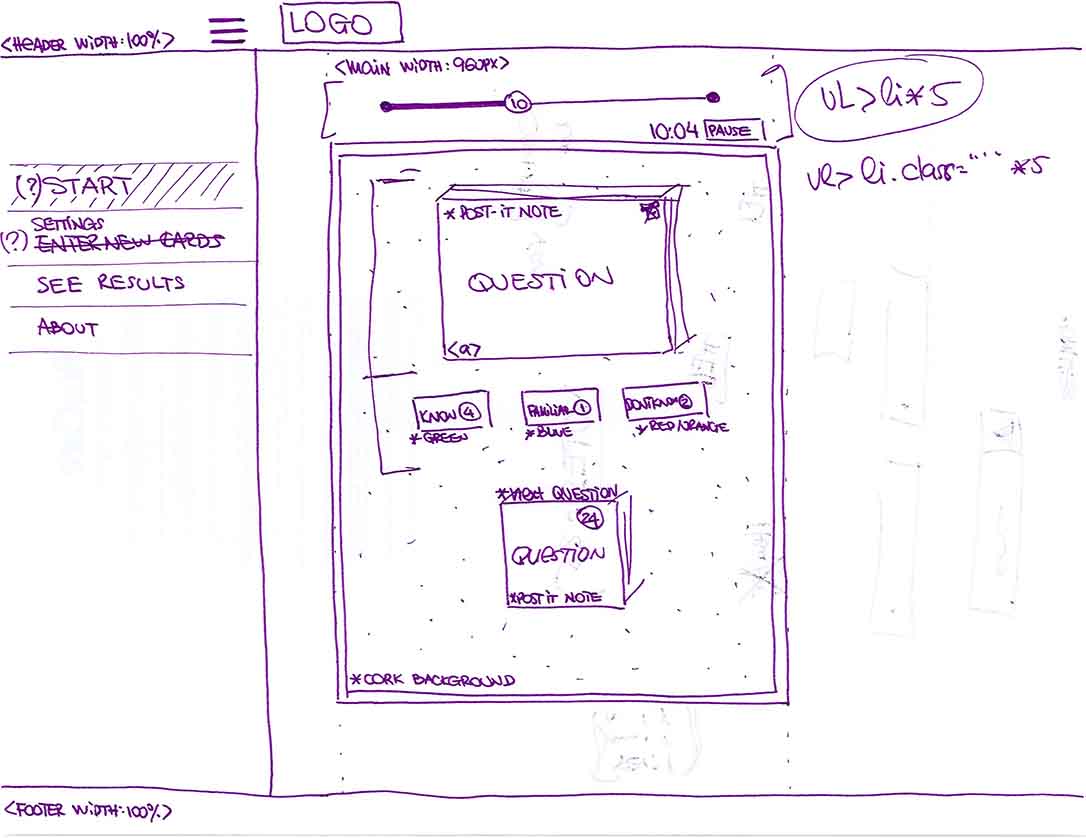 LOGO
<HEADER WIDTH:100%>
<MAIN WIDTH:960PX>
10
UL>li*5
10:04 PAUSE
UL> li.class="" *5
(?) START
SETTINGS
(?) ENTER NEW CARDS
SEE RESULTS
ABOUT
* POST-IT NOTE
QUESTION
<a>
KNOW 4
* GREEN
FAMILIAR 1
* BLUE
DONT KNOW 2
* RED/ORANGE
*NEXT QUESTION
24
QUESTION
*POST IT NOTE
*CORK BACKGROUND
<FOOTER WIDTH:100%>